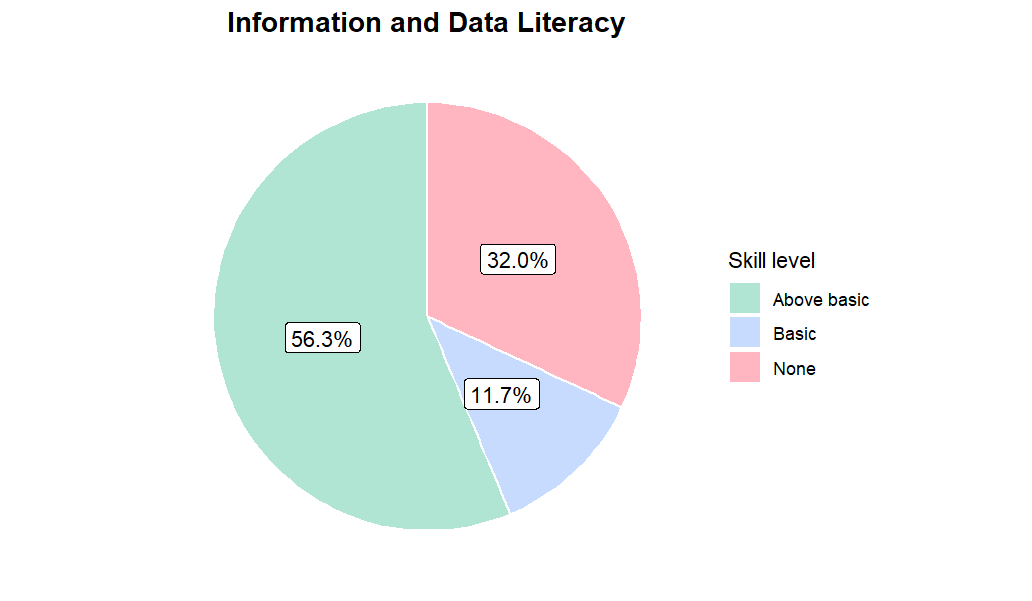 Information and Data Literacy
32.0%
56.3%
11.7%
Skill level
Above basic
Basic
None